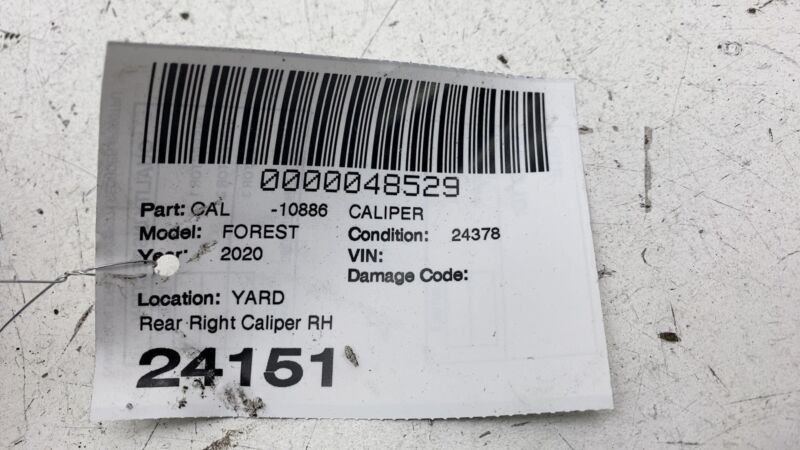 0000048529
Part: CAL -10886 CALIPER
Model: FOREST Condition: 24378
Year: 2020 VIN:
Damage Code:
Location: YARD
Rear Right Caliper RH
24151